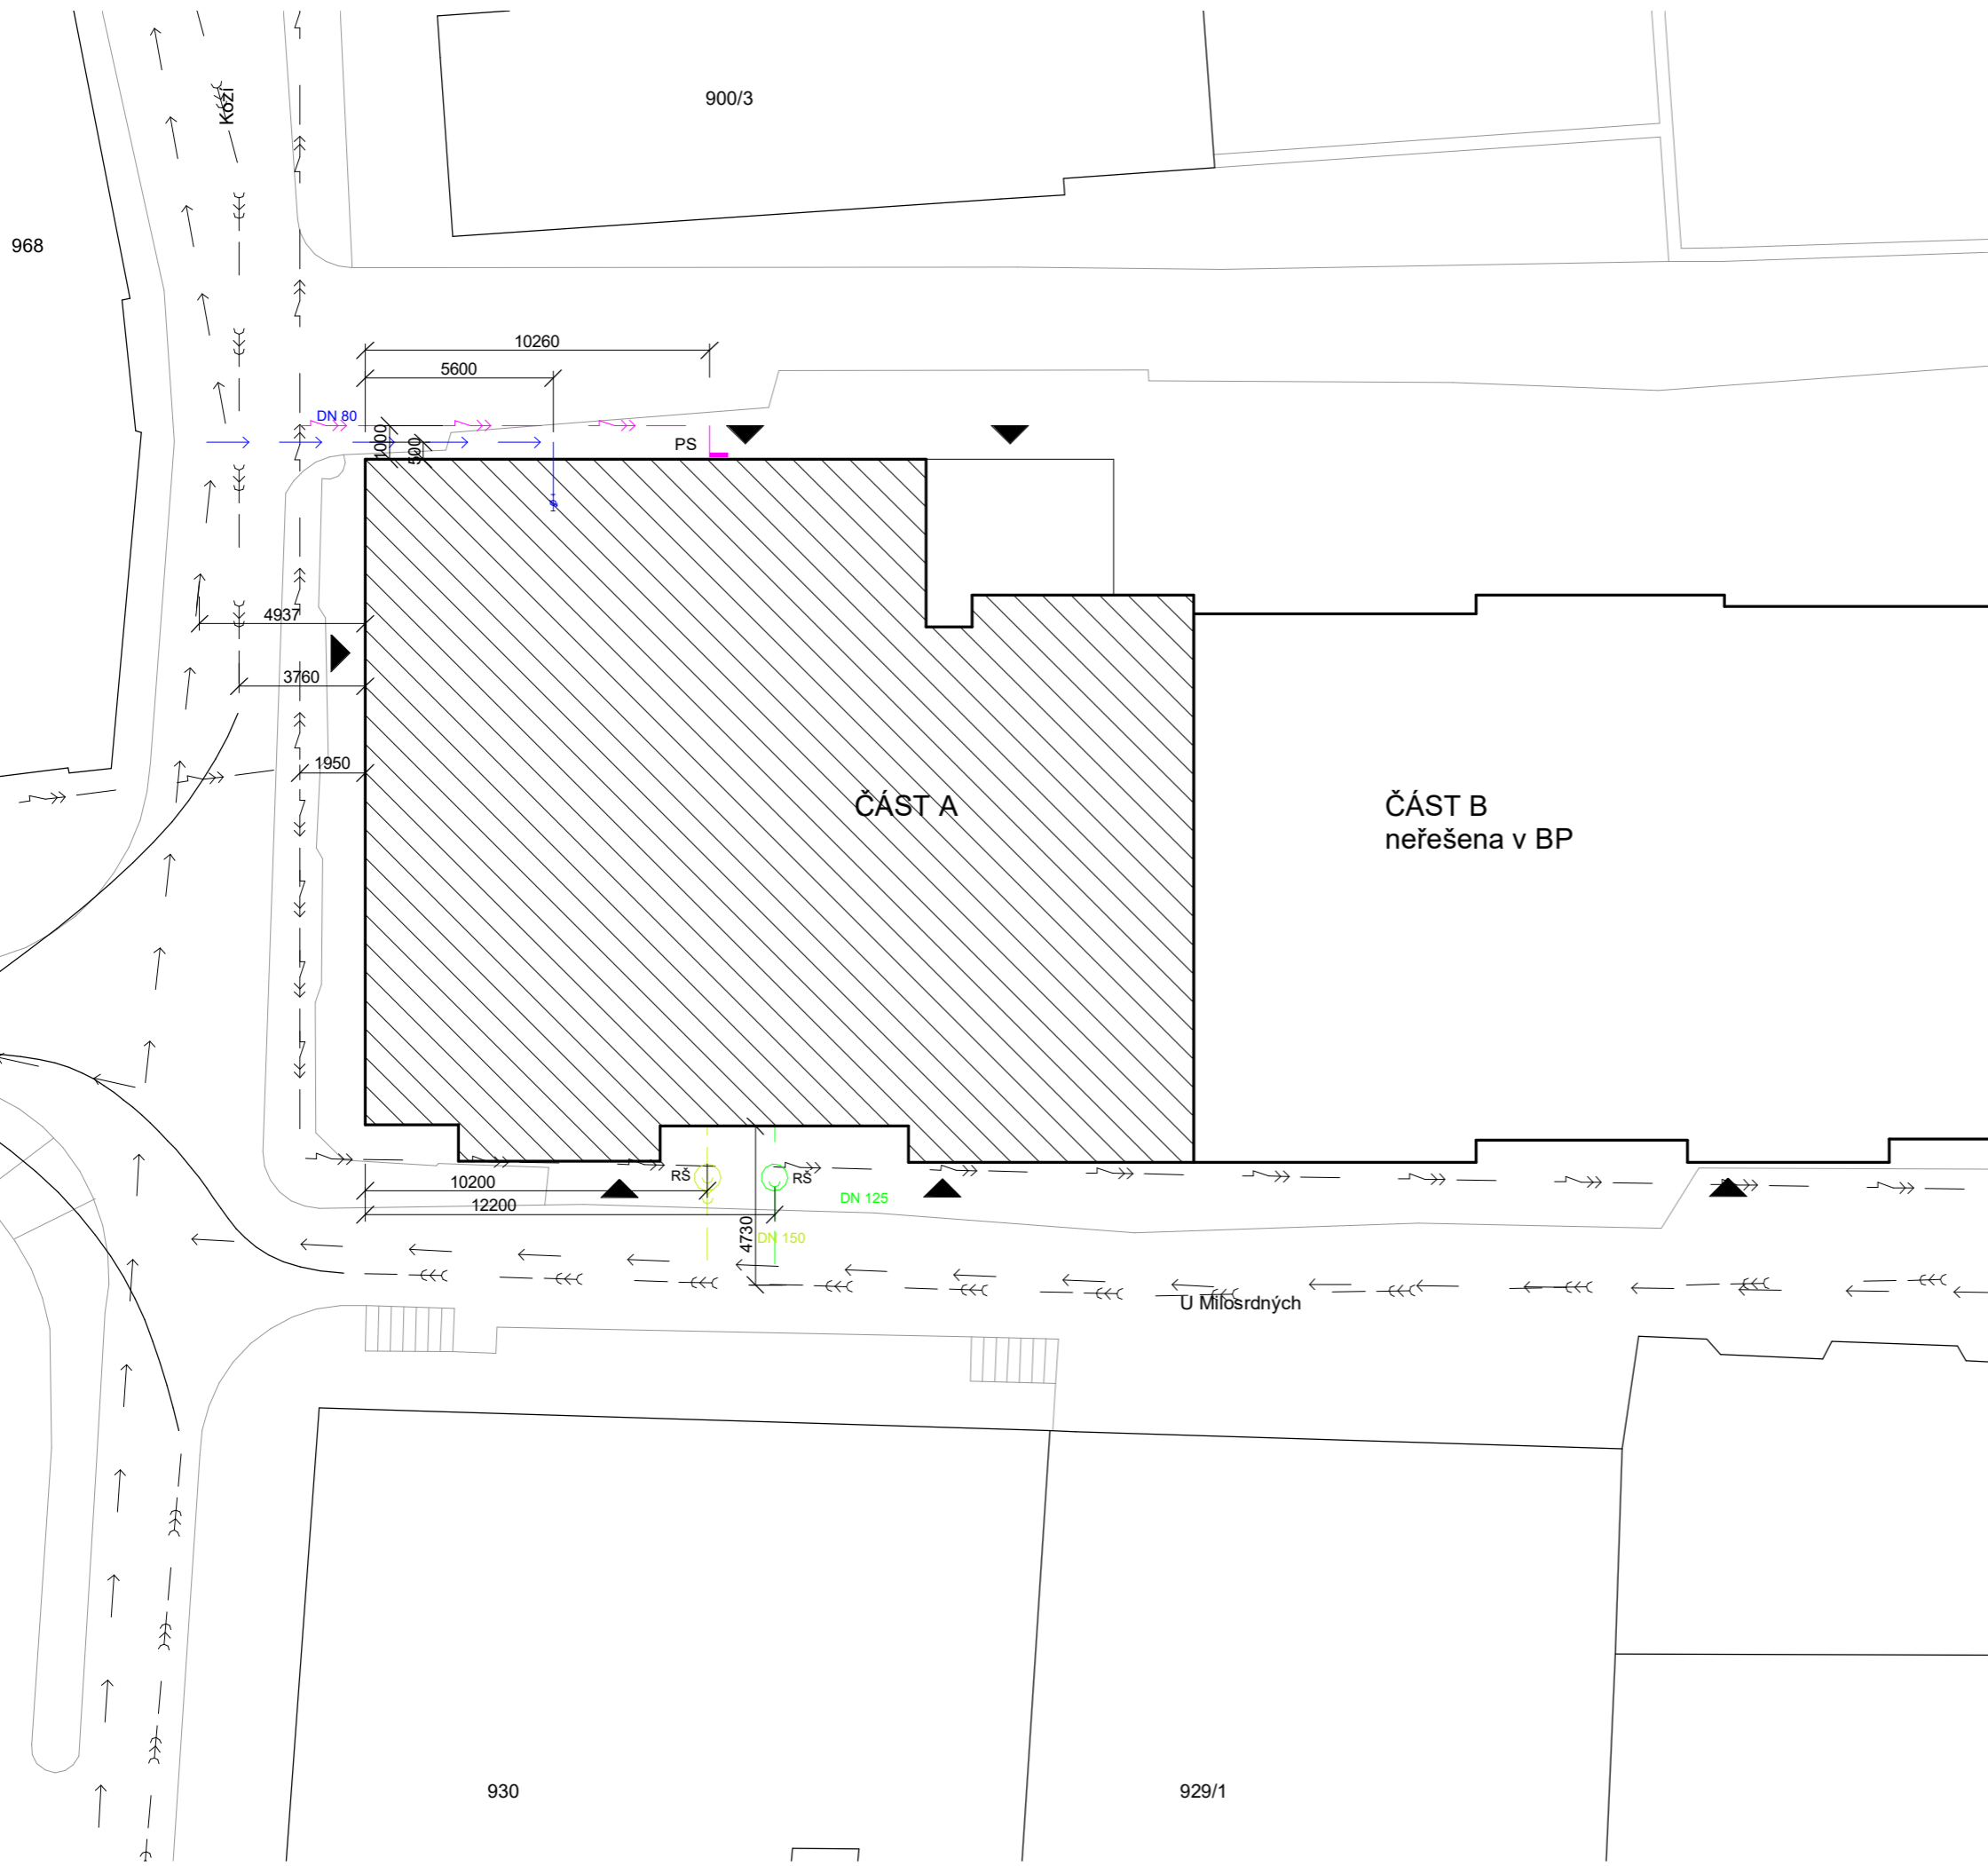 Kozí
900/3
968
10260
5600
DN 80
1000
500
PS
4937
3760
1950
ČÁST A
ČÁST B
neřešena v BP
RŠ
RŠ
10200
12200
DN 125
4730
DN 150
U Milosrdných
930
929/1